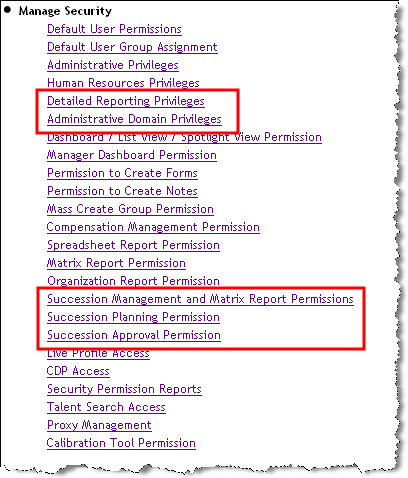 Manage Security
Default User Permissions
Default User Group Assignment
Administrative Privileges
Human Resources Privileges
Detailed Reporting Privileges
Administrative Domain Privileges
Dashboard / List View / Spotlight View Permission
Manager Dashboard Permission
Permission to Create Forms
Permission to Create Notes
Mass Create Group Permission
Compensation Management Permission
Spreadsheet Report Permission
Matrix Report Permission
Organization Report Permission
Succession Management and Matrix Report Permissions
Succession Planning Permission
Succession Approval Permission
Live Profile Access
CDP Access
Security Permission Reports
Talent Search Access
Proxy Management
Calibration Tool Permission